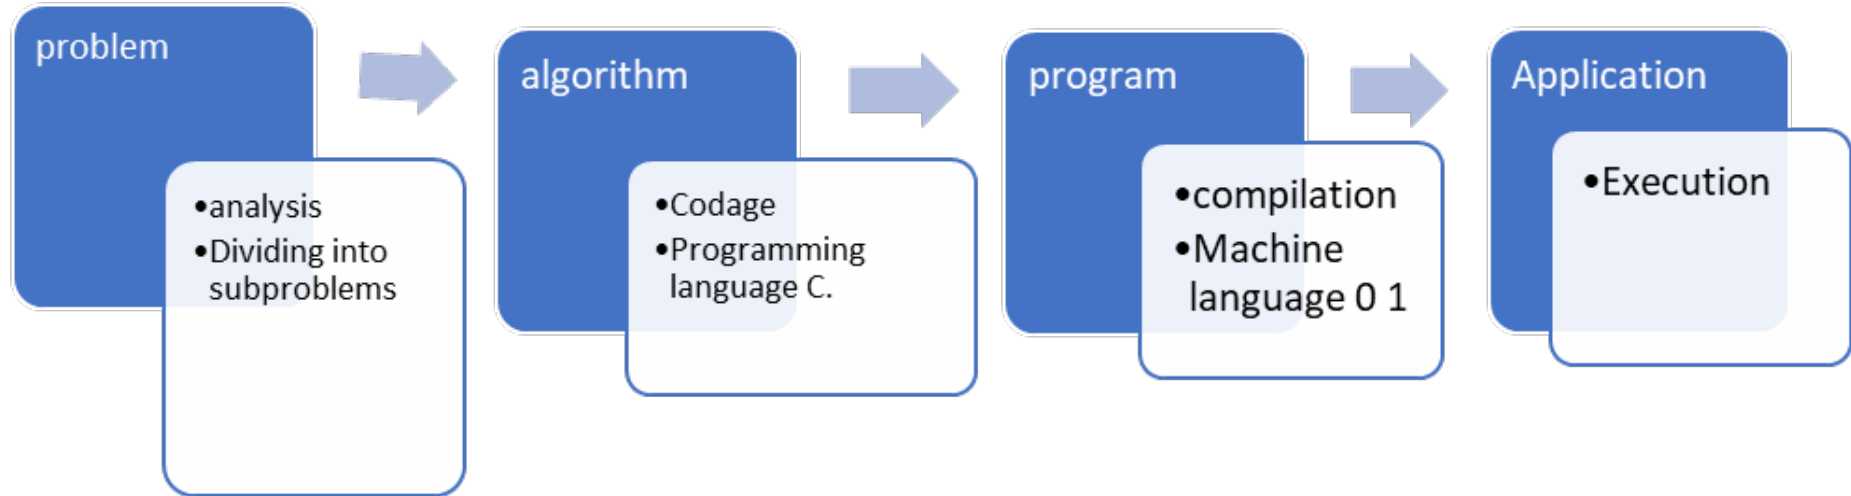 problem
•analysis
•Dividing into
subproblems
algorithm
•Codage
•Programming
language C.
program
•compilation
•Machine
language 0 1
Application
•Execution